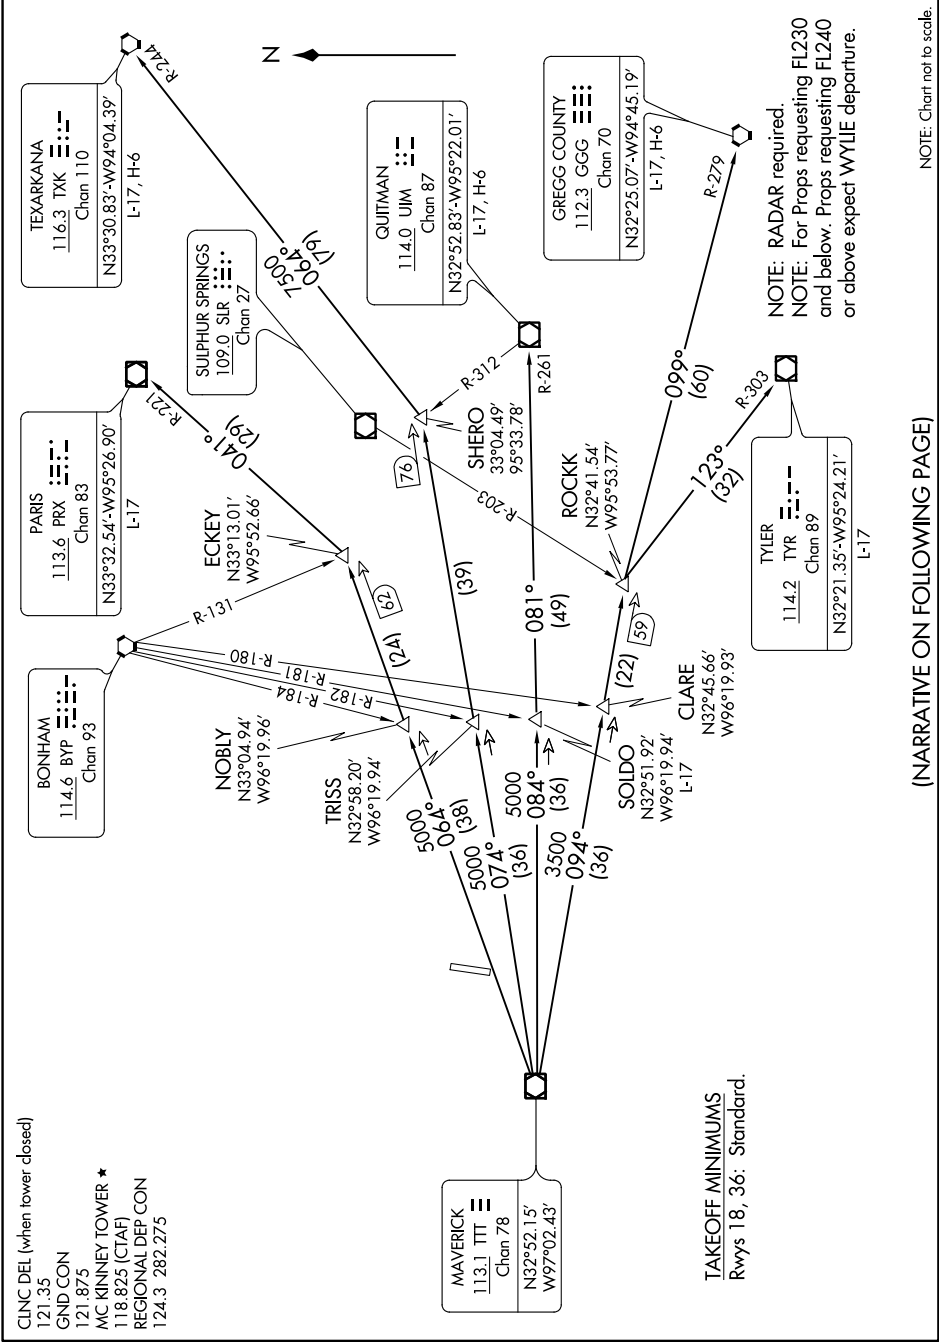 CLNC DEL (when tower closed)
121.35
GND CON
121.875
MC KINNEY TOWER ★
118.825 (CTAF)
REGIONAL DEP CON
124.3 282.275
BONHAM
114.6 BYP
Chan 93
PARIS
113.6 PRX
Chan 83
N33°32.54'-W95°26.90'
L-17
TEXARKANA
116.3 TXK
Chan 110
N33°30.83'-W94°04.39'
L-17, H-6
SULPHUR SPRINGS
109.0 SLR
Chan 27
QUITMAN
114.0 UIM
Chan 87
N32°52.83'-W95°22.01'
L-17, H-6
GREGG COUNTY
112.3 GGG
Chan 70
N32°25.07'-W94°45.19'
L-17, H-6
TYLER
114.2 TYR
Chan 89
N32°21.35'-W95°24.21'
L-17
MAVERICK
113.1 TTT
Chan 78
N32°52.15'
W97°02.43'
NOBLY
N33°04.94'
W96°19.96'
TRISS
N32°58.20'
W96°19.94'
SOLDO
N32°51.92'
W96°19.94'
L-17
CLARE
N32°45.66'
W96°19.93'
ECKEY
N33°13.01'
W95°52.66'
SHERO
33°04.49'
95°33.78'
ROCKK
N32°41.54'
W95°53.77'
R-131
R-180
R-181
R-182
R-184
R-221
R-244
R-312
R-261
R-203
R-279
R-303
5000
064°
(38)
5000
074°
(36)
5000
084°
(36)
3500
094°
(36)
(24)
62
041°
(29)
(39)
76
7500
064°
(79)
081°
(49)
(22)
59
099°
(60)
123°
(32)
N
TAKEOFF MINIMUMS
Rwys 18, 36: Standard.
NOTE: RADAR required.
NOTE: For Props requesting FL230
and below. Props requesting FL240
or above expect WYLIE departure.
NOTE: Chart not to scale.
(NARRATIVE ON FOLLOWING PAGE)